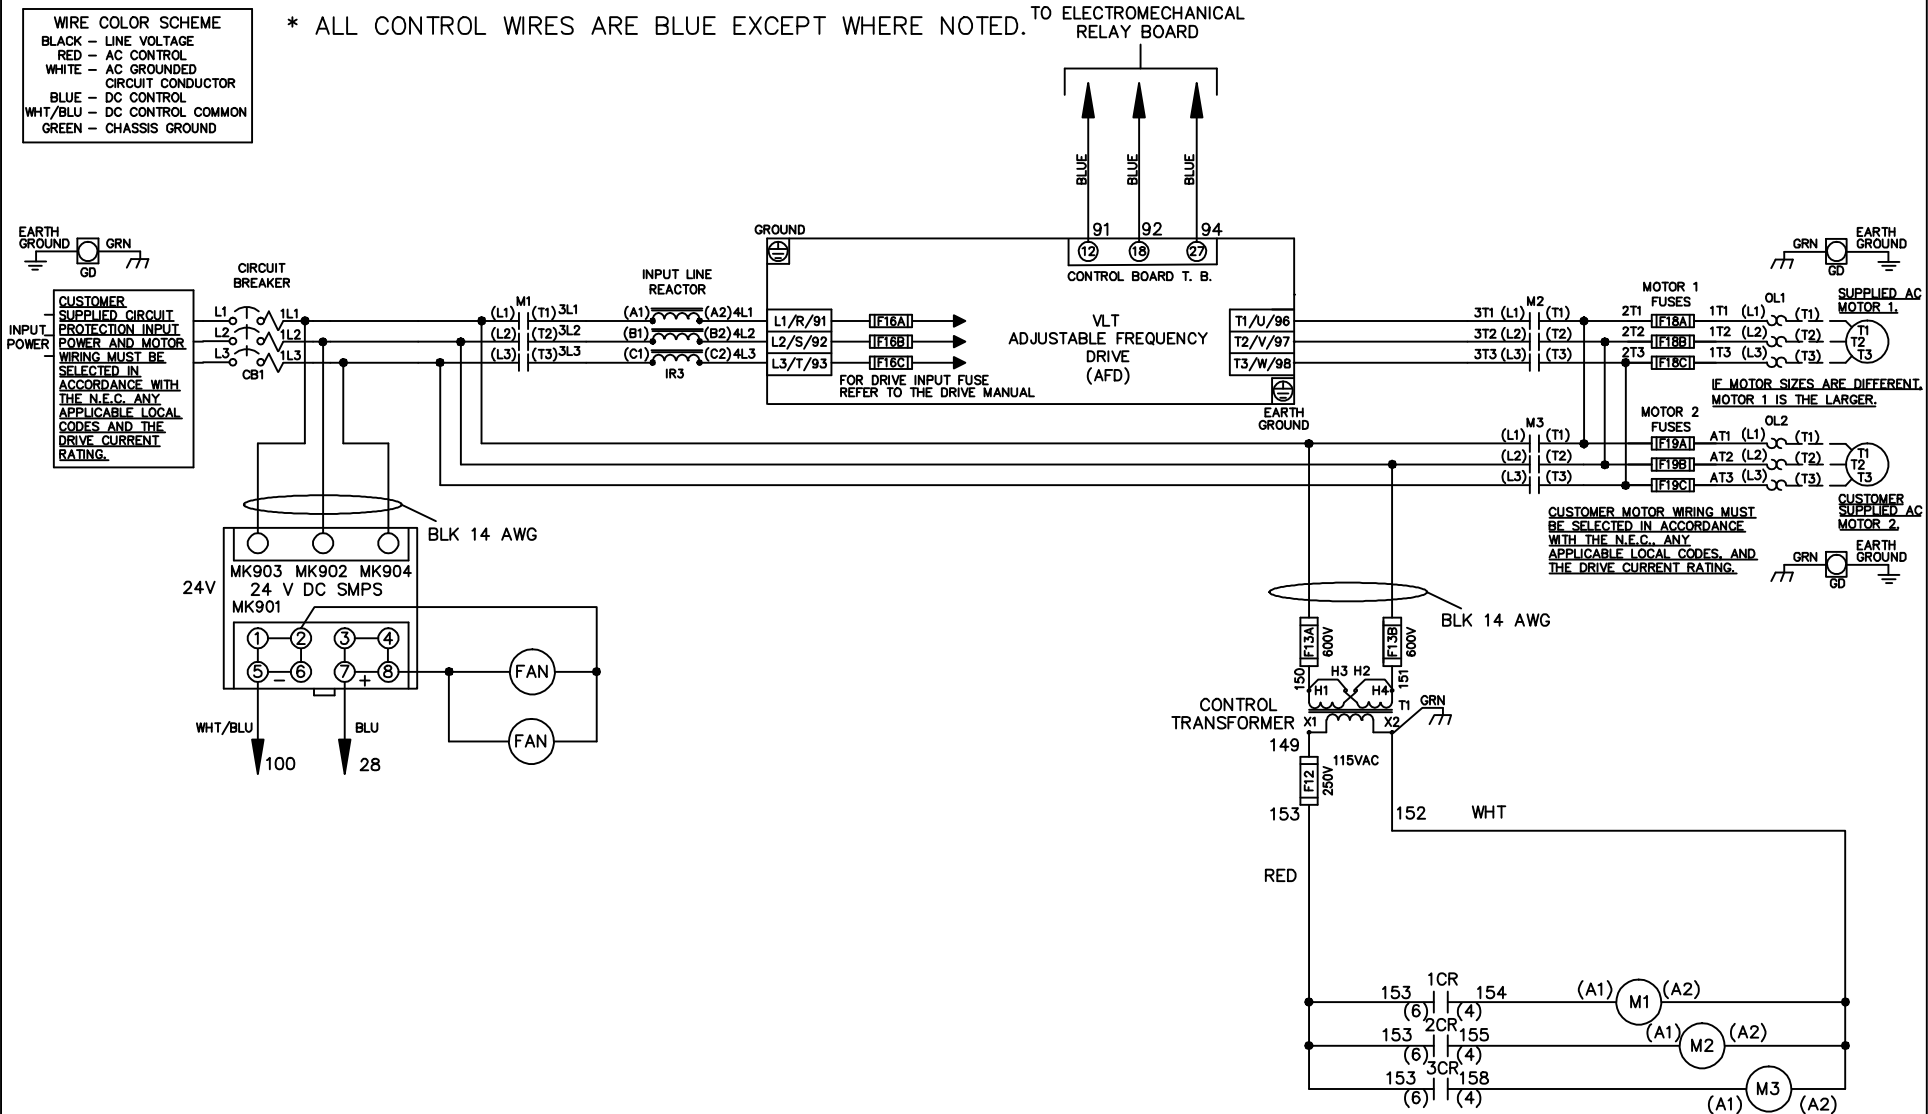 WIRE COLOR SCHEME
BLACK – LINE VOLTAGE
RED – AC CONTROL
WHITE – AC GROUNDED
CIRCUIT CONDUCTOR
BLUE – DC CONTROL
WHT/BLU – DC CONTROL COMMON
GREEN – CHASSIS GROUND
* ALL CONTROL WIRES ARE BLUE EXCEPT WHERE NOTED.
TO ELECTROMECHANICAL
RELAY BOARD
BLUE
BLUE
BLUE
91 92 94
12 18 27
CONTROL BOARD T. B.
EARTH
GROUND
GRN
GD
INPUT
POWER
CUSTOMER
SUPPLIED CIRCUIT
PROTECTION INPUT
POWER AND MOTOR
WIRING MUST BE
SELECTED IN
ACCORDANCE WITH
THE N.E.C. ANY
APPLICABLE LOCAL
CODES AND THE
DRIVE CURRENT
RATING.
CIRCUIT
BREAKER
L1 1L1
L2 1L2
L3 1L3
CB1
M1
(L1) (T1) 3L1
(L2) (T2) 3L2
(L3) (T3) 3L3
INPUT LINE
REACTOR
(A1) (A2) 4L1
(B1) (B2) 4L2
(C1) (C2) 4L3
IR3
GROUND
L1/R/91 F16A
L2/S/92 F16B
L3/T/93 F16C
FOR DRIVE INPUT FUSE
REFER TO THE DRIVE MANUAL
VLT
ADJUSTABLE FREQUENCY
DRIVE
(AFD)
T1/U/96
T2/V/97
T3/W/98
EARTH
GROUND
M2
3T1 (L1) (T1)
3T2 (L2) (T2)
3T3 (L3) (T3)
MOTOR 1
FUSES
2T1 F18A 1T1 (L1) (T1)
2T2 F18B 1T2 (L2) (T2)
2T3 F18C 1T3 (L3) (T3)
OL1
GRN
EARTH
GROUND
GD
SUPPLIED AC
MOTOR 1.
T1
T2
T3
IF MOTOR SIZES ARE DIFFERENT,
MOTOR 1 IS THE LARGER.
M3
(L1) (T1)
(L2) (T2)
(L3) (T3)
MOTOR 2
FUSES
F19A AT1 (L1) (T1)
F19B AT2 (L2) (T2)
F19C AT3 (L3) (T3)
OL2
T1
T2
T3
CUSTOMER
SUPPLIED AC
MOTOR 2.
CUSTOMER MOTOR WIRING MUST
BE SELECTED IN ACCORDANCE
WITH THE N.E.C., ANY
APPLICABLE LOCAL CODES, AND
THE DRIVE CURRENT RATING.
GRN
EARTH
GROUND
GD
BLK 14 AWG
MK903 MK902 MK904
24V
24 V DC SMPS
MK901
1 2 3 4
5 – 6 7 + 8
FAN
FAN
WHT/BLU
BLU
100
28
BLK 14 AWG
F13A
600V
F13B
600V
150
151
H3 H2
H1 H4
CONTROL
TRANSFORMER
T1
GRN
X1 X2
149
115VAC
F12
250V
153
152
WHT
RED
1CR
153 154
(6) (4)
(A1) M1 (A2)
2CR
153 155
(6) (4)
(A1) M2 (A2)
3CR
153 158
(6) (4)
(A1) M3 (A2)